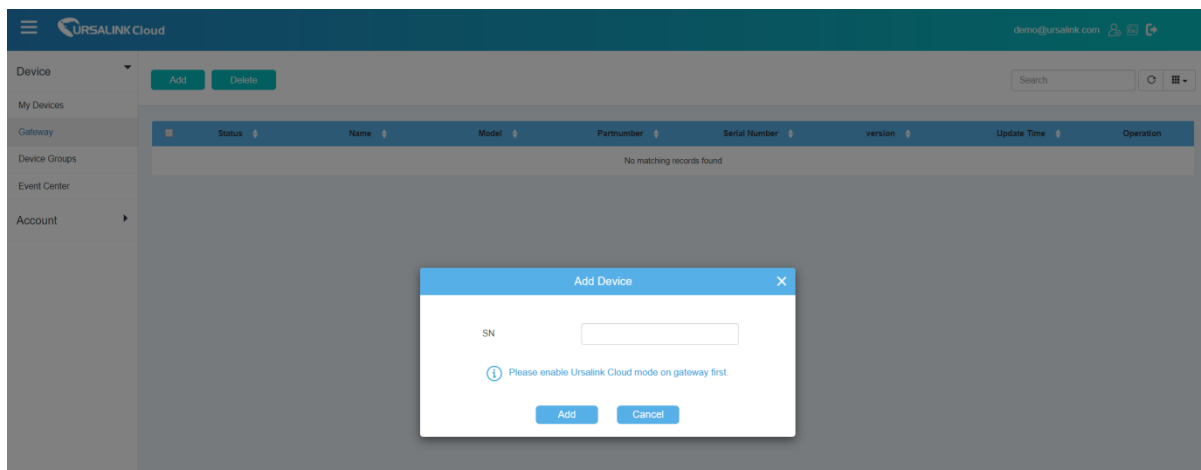 URSALINK Cloud
demo@ursalink.com
Device
Add Delete
Search
My Devices
Gateway
Status Name Model Partnumber Serial Number version Update Time Operation
No matching records found
Device Groups
Event Center
Account
Add Device
SN
Please enable Ursalink Cloud mode on gateway first.
Add Cancel